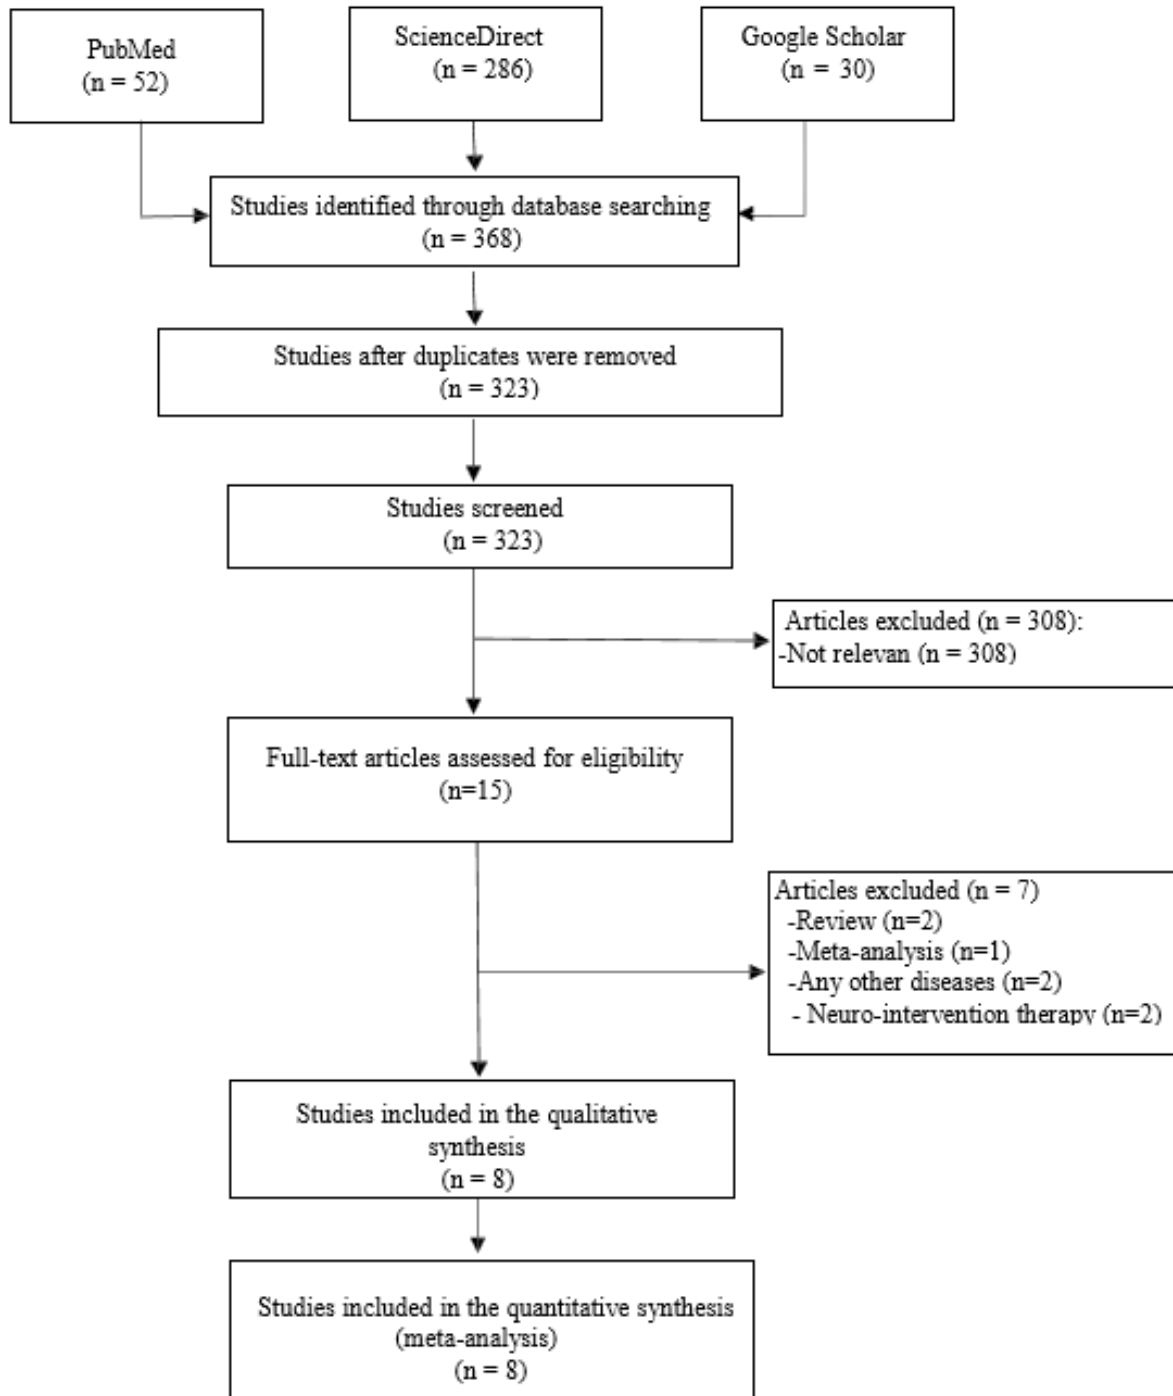 PubMed
(n = 52)
ScienceDirect
(n = 286)
Google Scholar
(n = 30)
Studies identified through database searching
(n = 368)
Studies after duplicates were removed
(n = 323)
Studies screened
(n = 323)
Articles excluded (n = 308):
-Not relevan (n = 308)
Full-text articles assessed for eligibility
(n=15)
Articles excluded (n = 7)
-Review (n=2)
-Meta-analysis (n=1)
-Any other diseases (n=2)
- Neuro-intervention therapy (n=2)
Studies included in the qualitative
synthesis
(n = 8)
Studies included in the quantitative synthesis
(meta-analysis)
(n = 8)